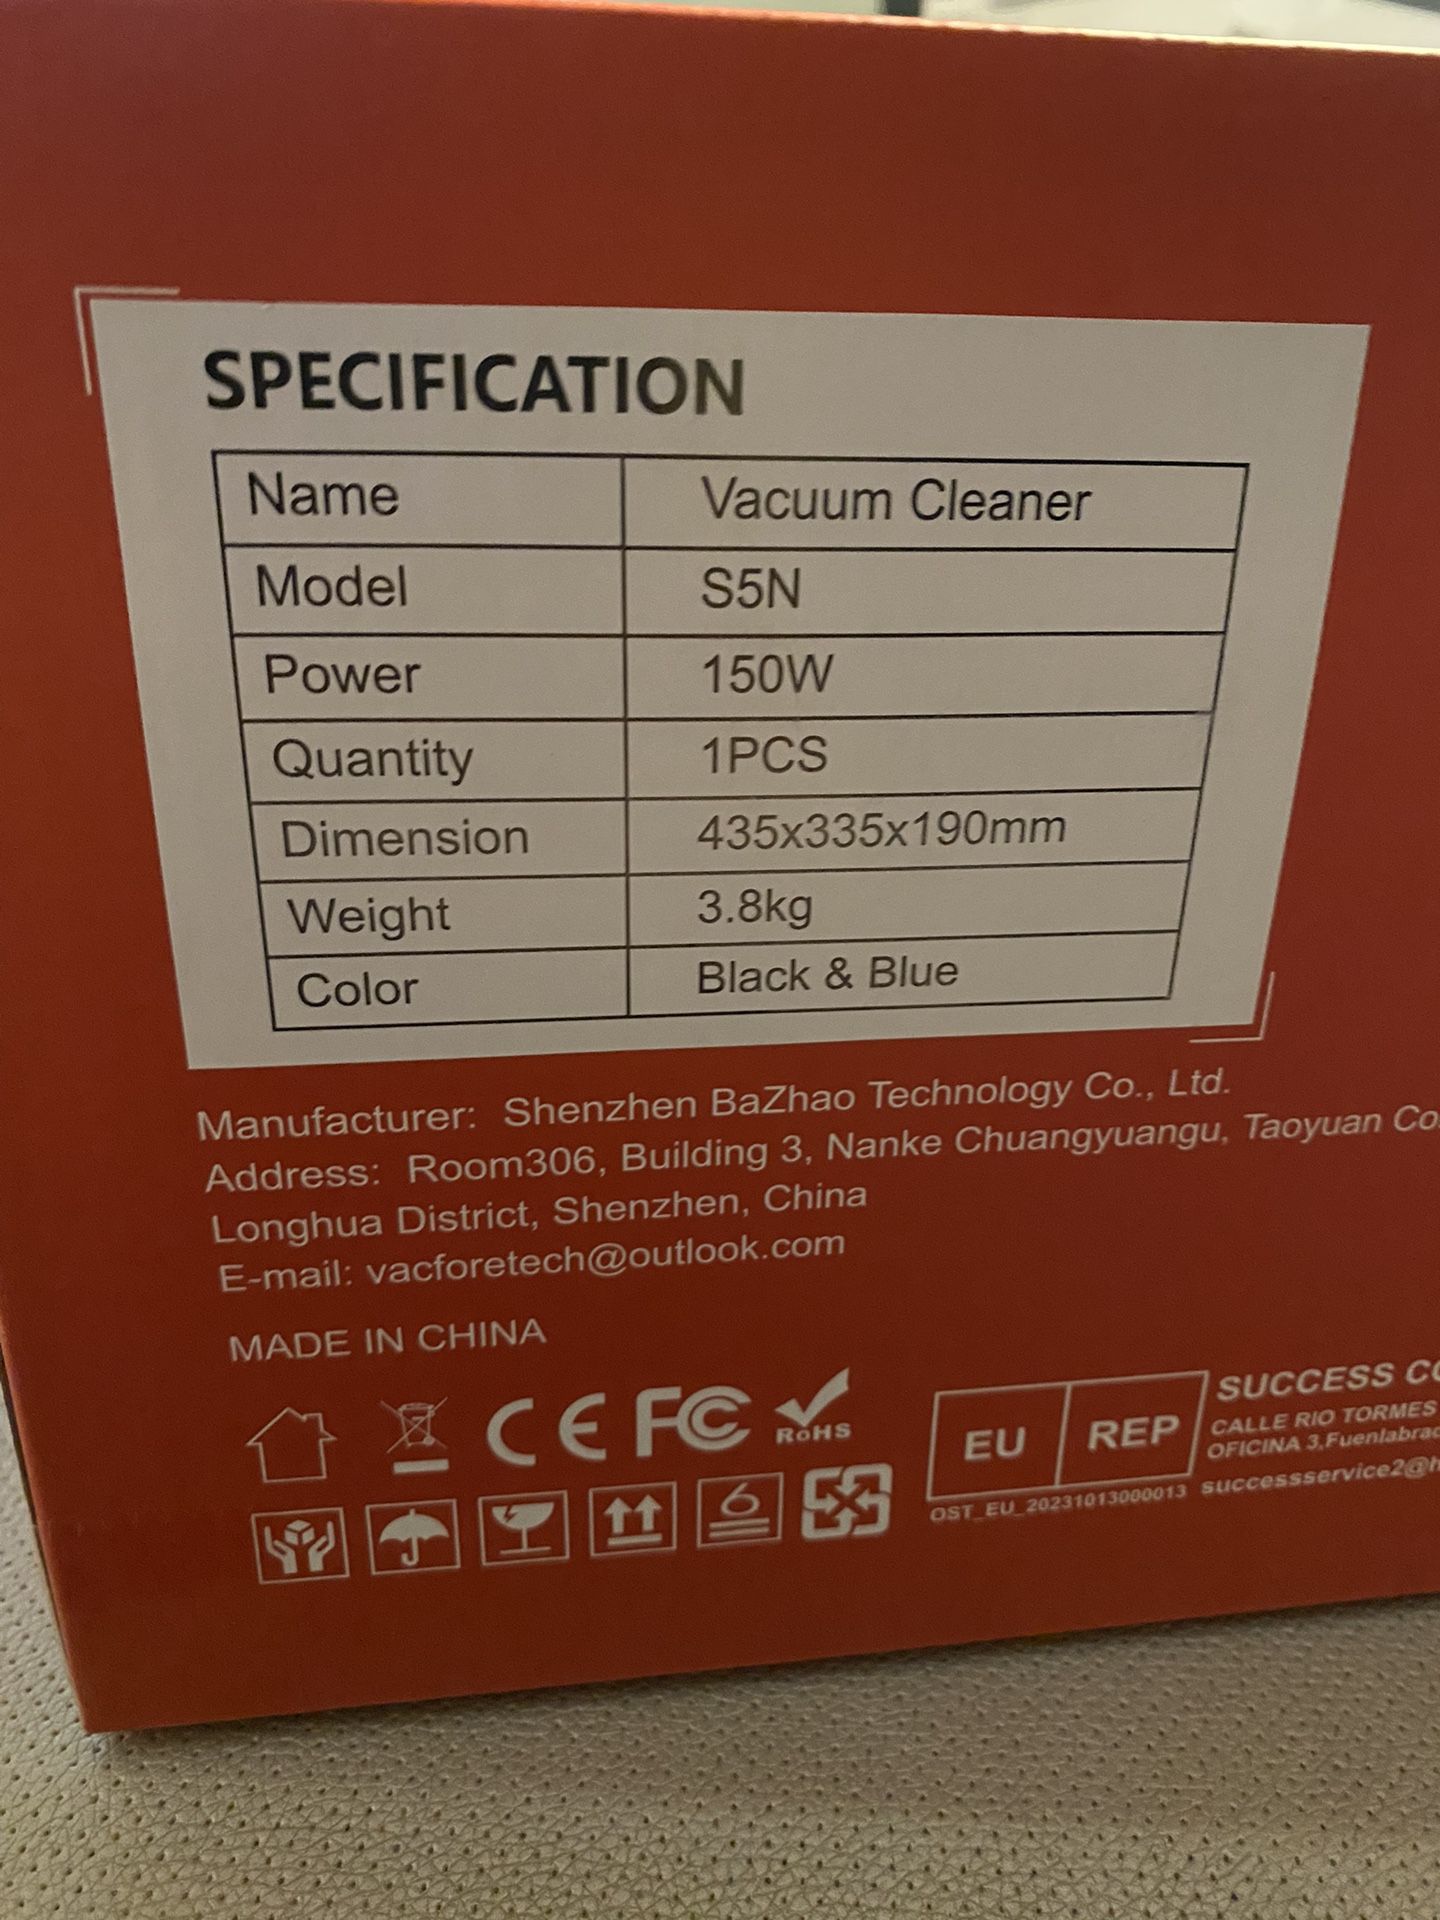 SPECIFICATION
Name Vacuum Cleaner
Model S5N
Power 150W
Quantity 1PCS
Dimension 435x335x190mm
Weight 3.8kg
Color Black & Blue
Manufacturer: Shenzhen BaZhao Technology Co., Ltd.
Address: Room306, Building 3, Nanke Chuangyuangu, Taoyuan Co
Longhua District, Shenzhen, China
E-mail: vacforetech@outlook.com
MADE IN CHINA
CE FC RoHS
6
EU REP
SUCCESS CO
CALLE RIO TORMES
OFICINA 3,Fuenlabrad
successservice2@h
OST_EU_20231013000013